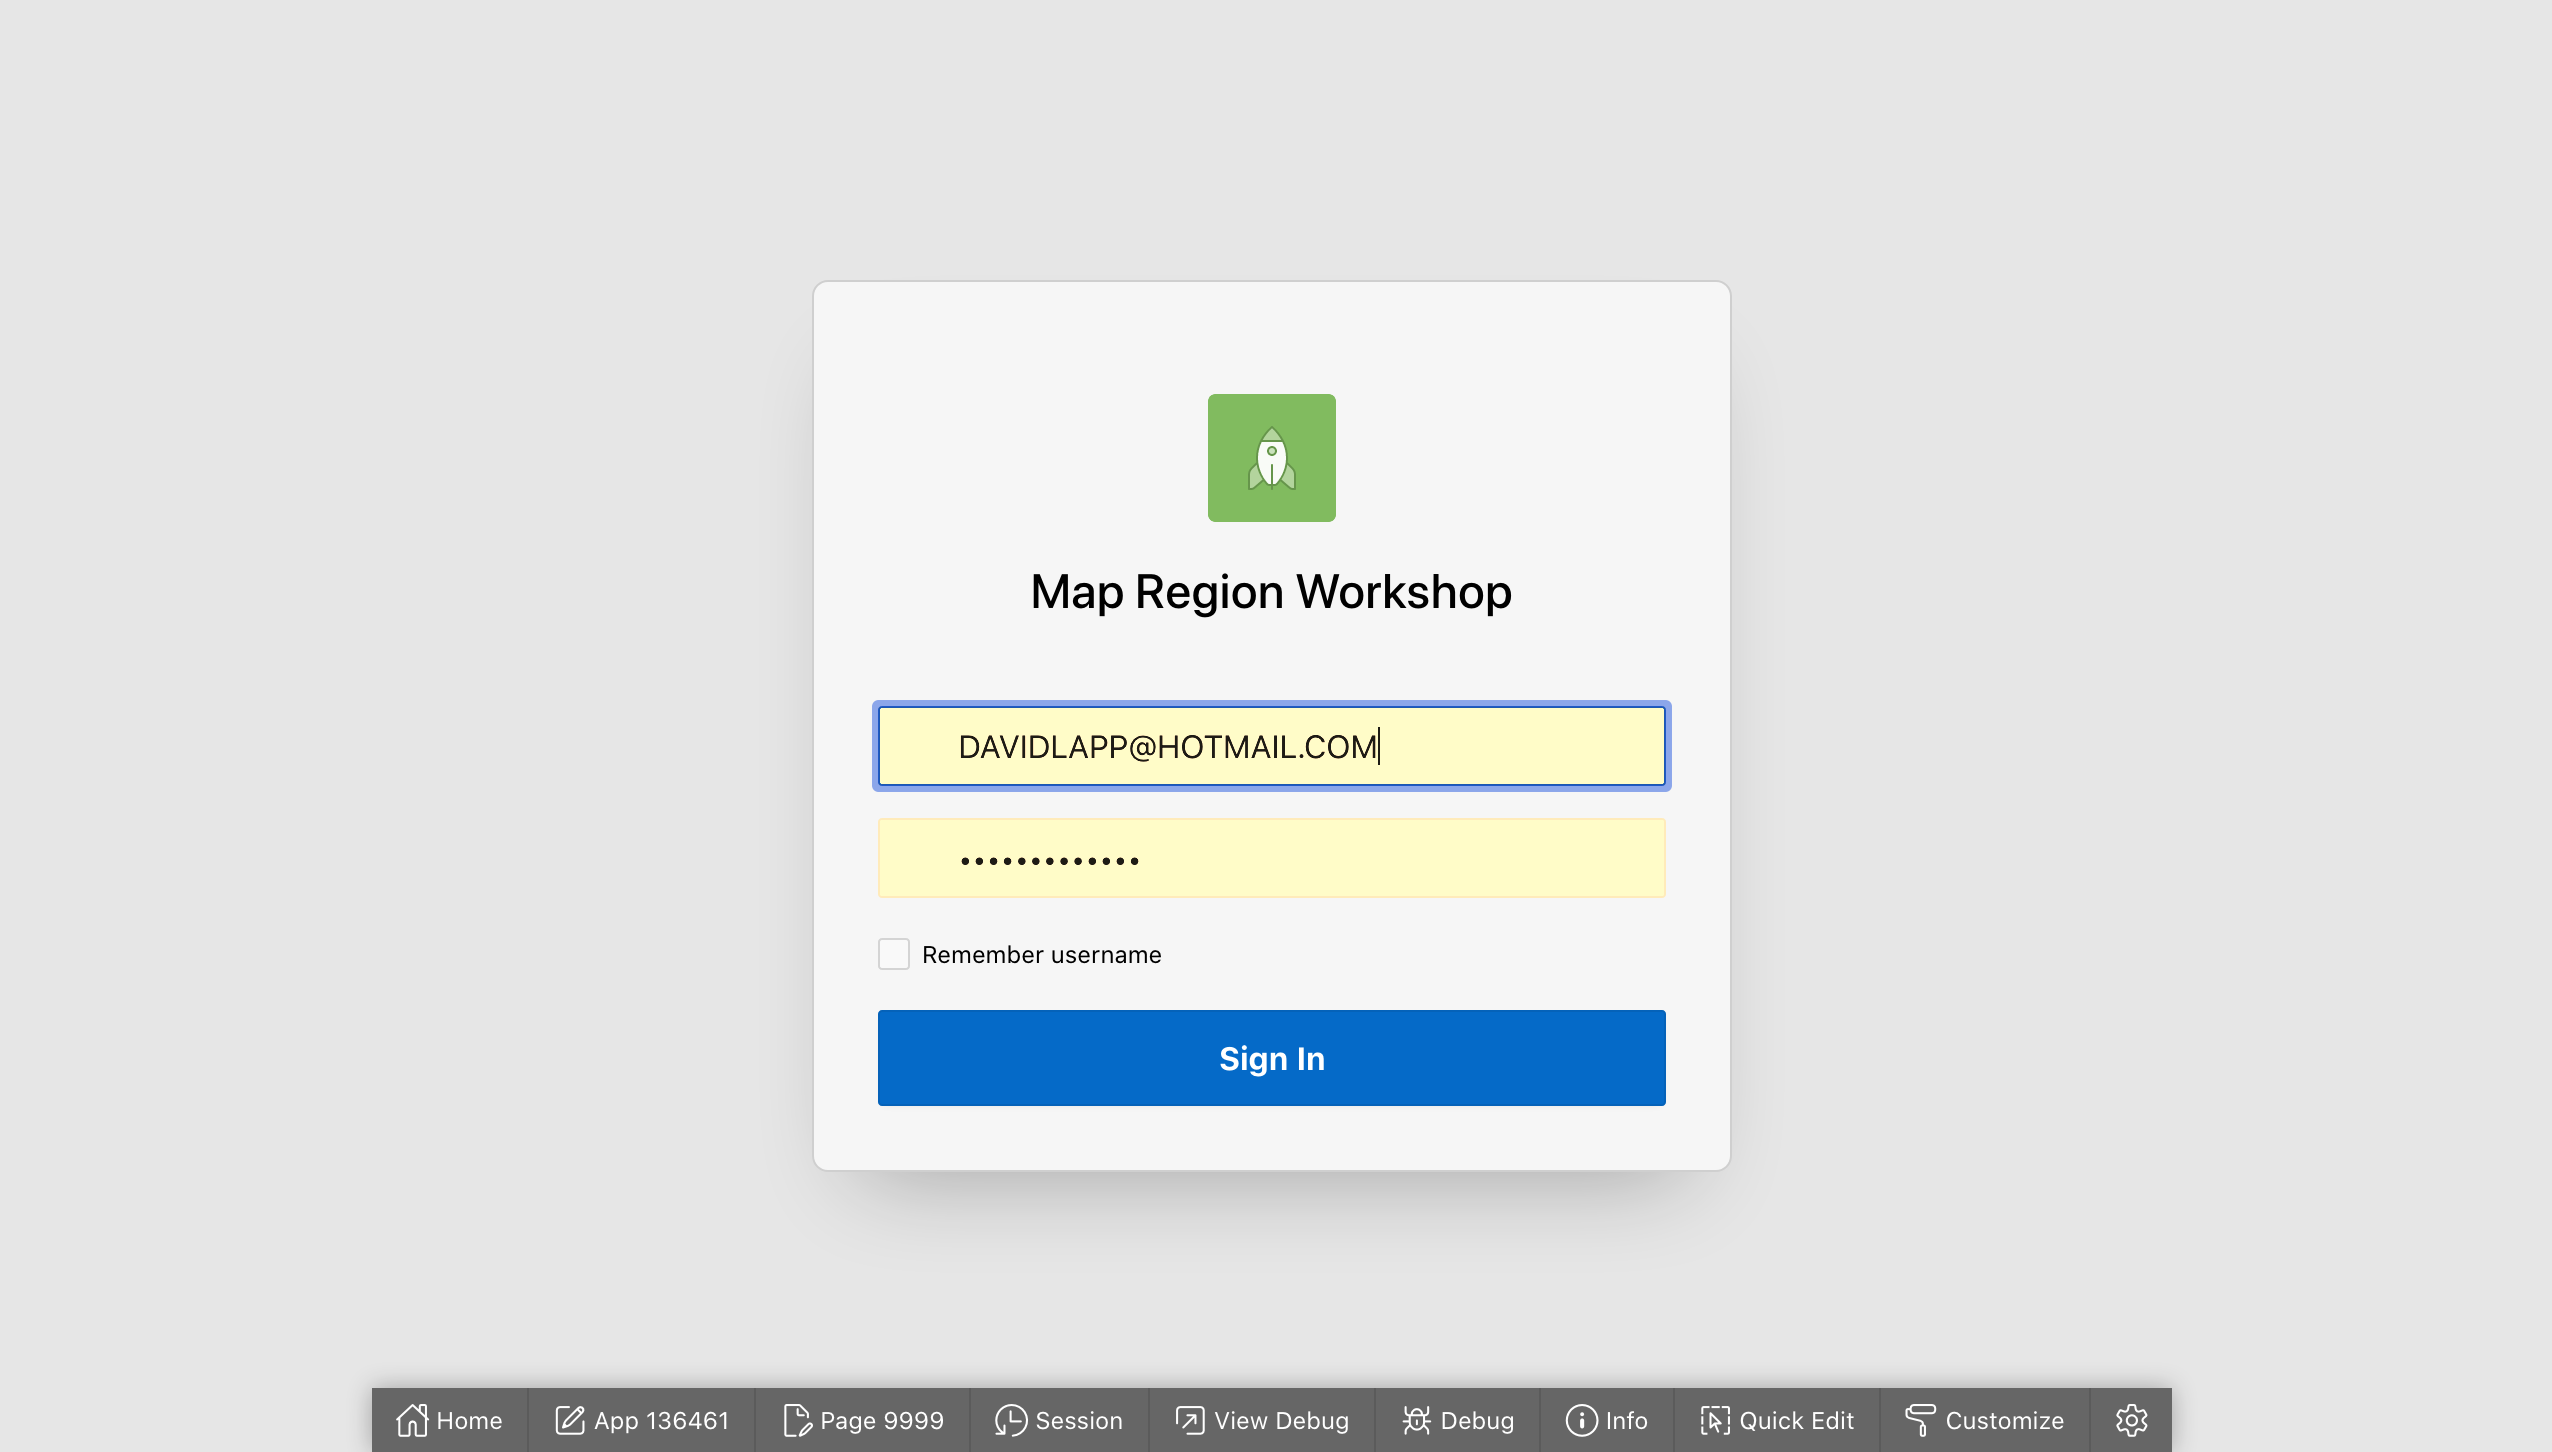 Map Region Workshop
DAVIDLAPP@HOTMAIL.COM
•••••••••••••
Remember username
Sign In
Home App 136461 Page 9999 Session View Debug Debug Info Quick Edit Customize